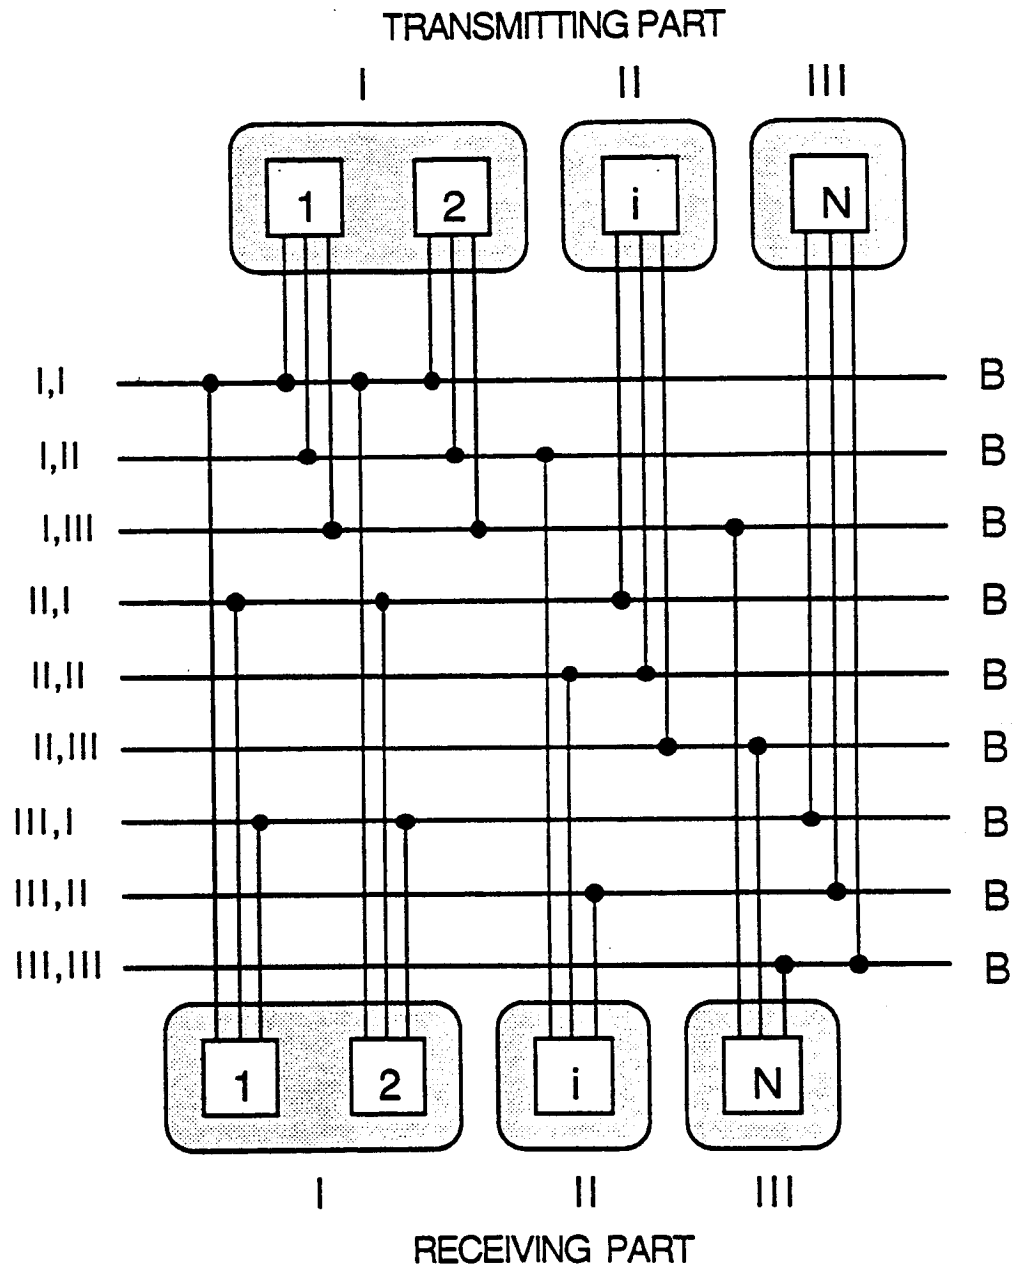 TRANSMITTING PART
I II III
1 2 i N
I,I B
I,II B
I,III B
II,I B
II,II B
II,III B
III,I B
III,II B
III,III B
1 2 i N
I II III
RECEIVING PART